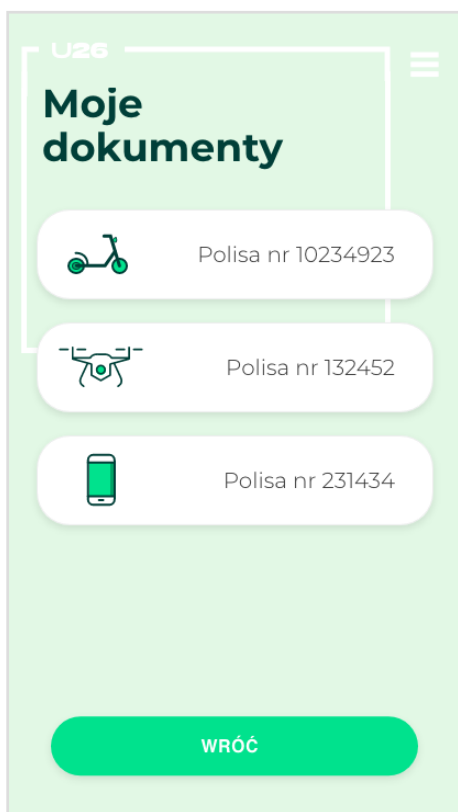 U26
Moje
dokumenty
Polisa nr 10234923
Polisa nr 132452
Polisa nr 231434
WRÓĆ